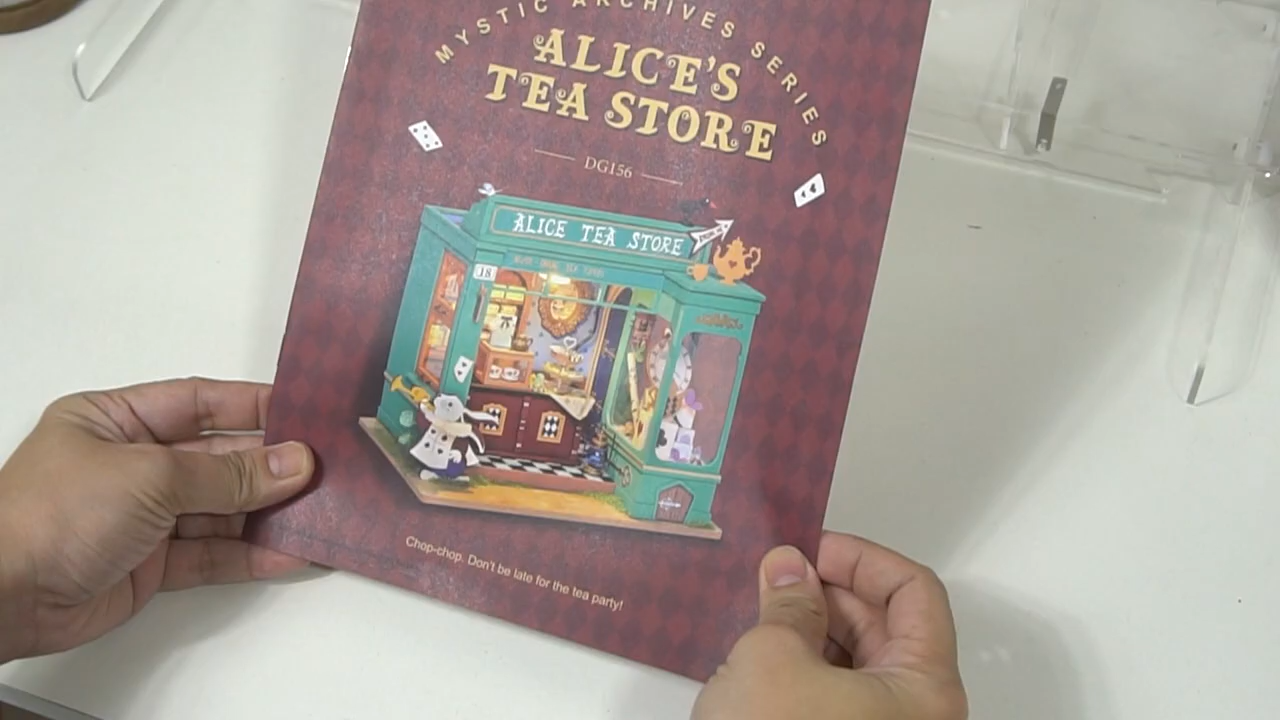 MYSTIC ARCHIVES SERIES
ALICE'S
TEA STORE
DG156
ALICE TEA STORE
18
Chop-chop. Don't be late for the tea party!